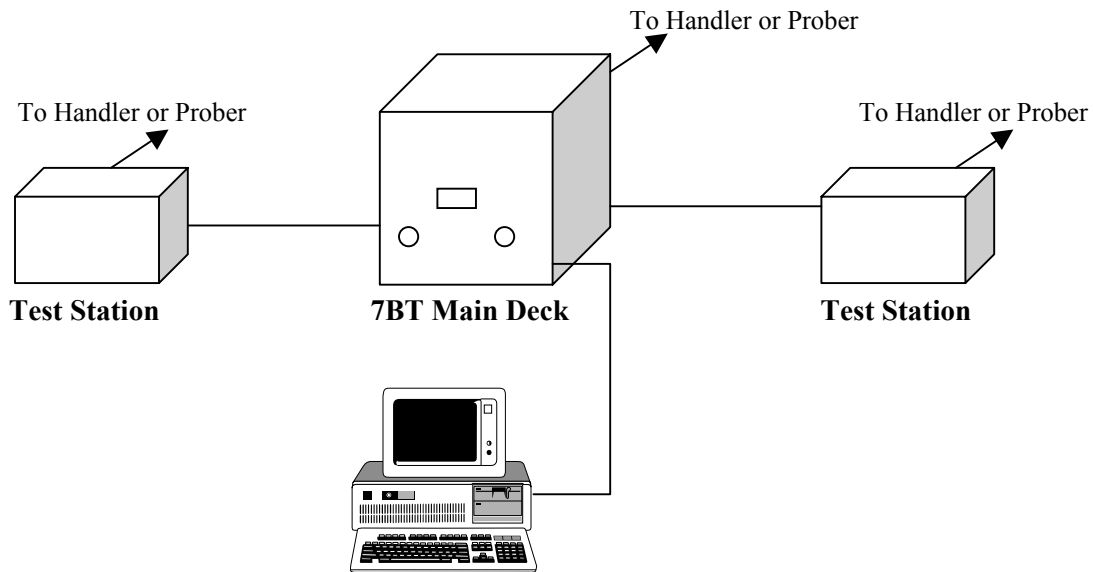 To Handler or Prober
To Handler or Prober
To Handler or Prober
Test Station
7BT Main Deck
Test Station